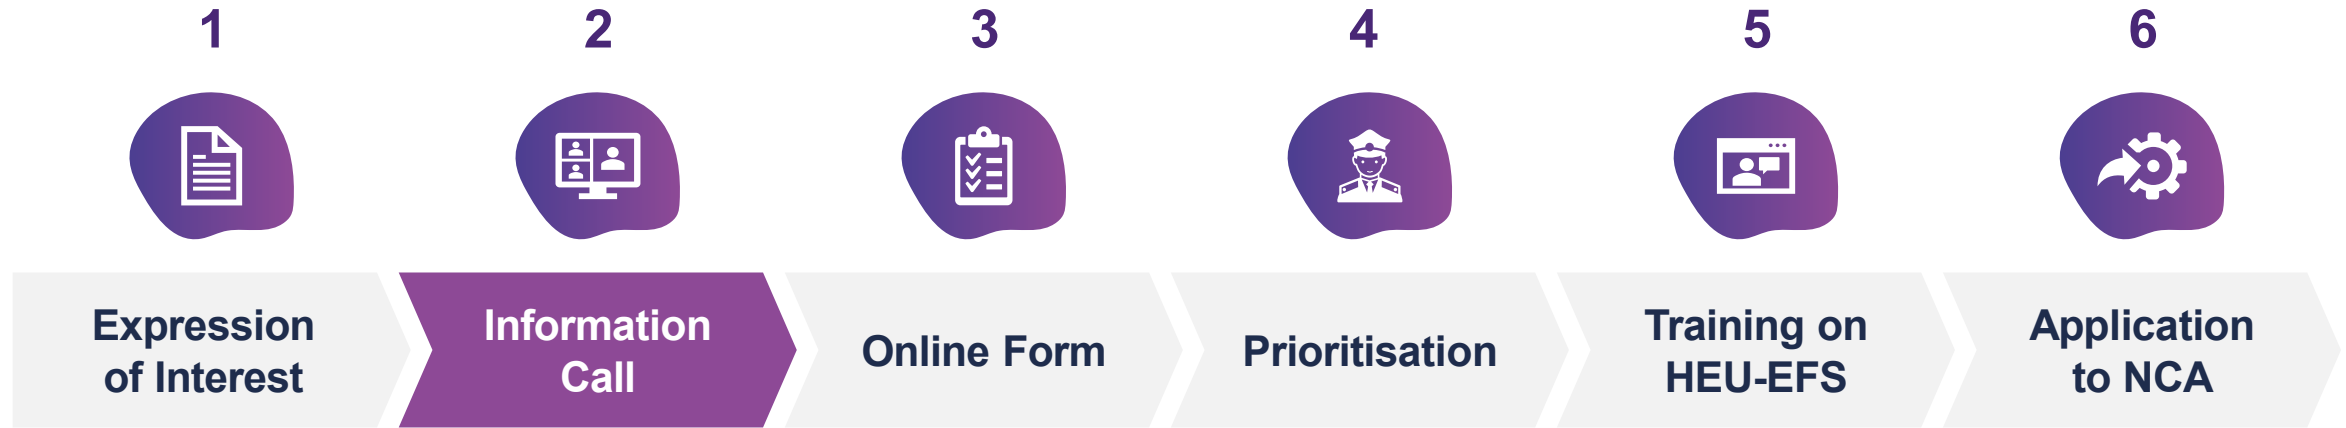 1
2
3
4
5
6
Expression
of Interest
Information
Call
Online Form
Prioritisation
Training on
HEU-EFS
Application
to NCA